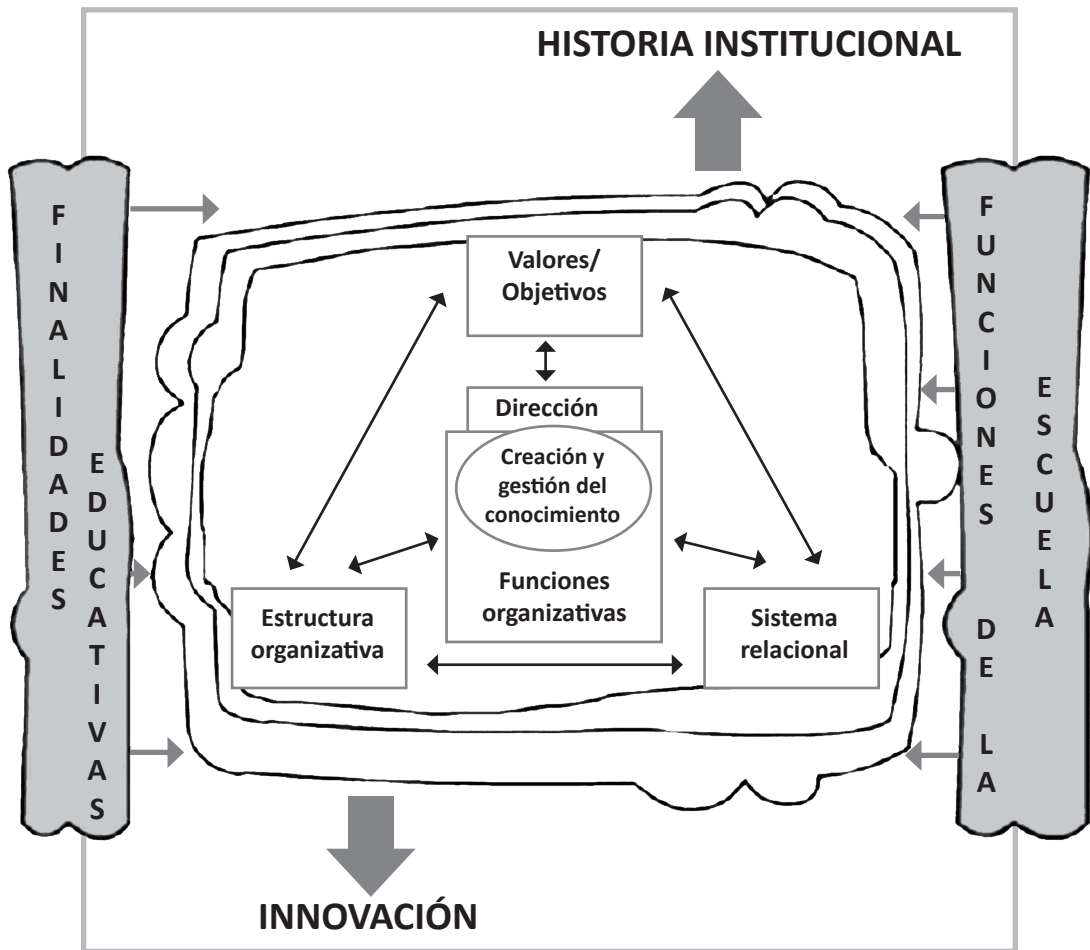 HISTORIA INSTITUCIONAL
FINALIDADES
EDUCATIVAS
Valores/
Objetivos
Dirección
Creación y
gestión del
conocimiento
Funciones
organizativas
Estructura
organizativa
Sistema
relacional
FUNCIONES DE LA
ESCUELA
INNOVACIÓN